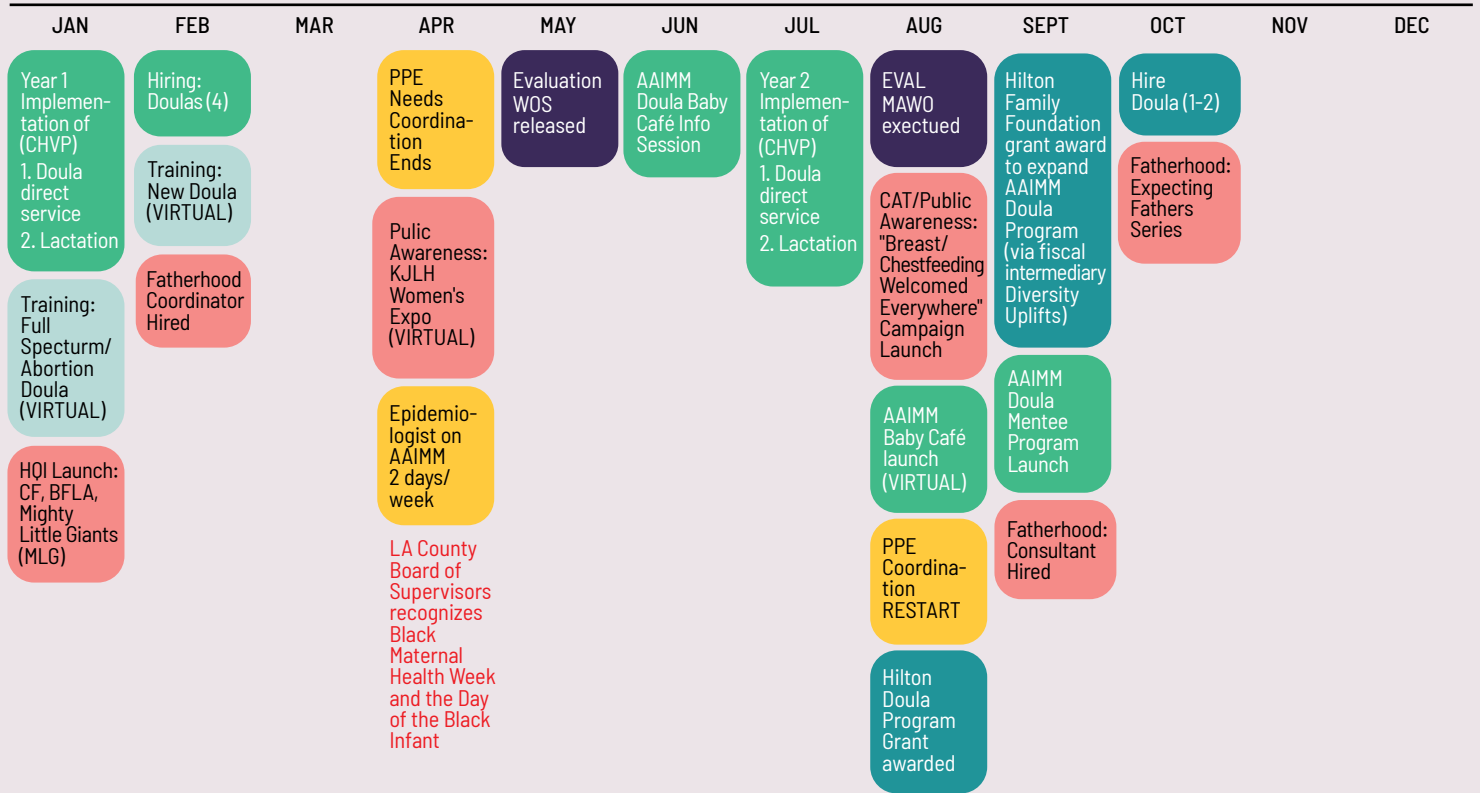 JAN FEB MAR APR MAY JUN JUL AUG SEPT OCT NOV DEC
Year 1
Implemen-
tation of
(CHVP)
1. Doula
direct
service
2. Lactation
Training:
Full
Specturm/
Abortion
Doula
(VIRTUAL)
HQI Launch:
CF, BFLA,
Mighty
Little Giants
(MLG)
Hiring:
Doulas (4)
Training:
New Doula
(VIRTUAL)
Fatherhood
Coordinator
Hired
PPE
Needs
Coordina-
tion
Ends
Pulic
Awareness:
KJLH
Women's
Expo
(VIRTUAL)
Epidemio-
logist on
AAIMM
2 days/
week
LA County
Board of
Supervisors
recognizes
Black
Maternal
Health Week
and the Day
of the Black
Infant
Evaluation
WOS
released
AAIMM
Doula Baby
Café Info
Session
Year 2
Implemen-
tation of
(CHVP)
1. Doula
direct
service
2. Lactation
EVAL
MAWO
exectued
CAT/Public
Awareness:
"Breast/
Chestfeeding
Welcomed
Everywhere"
Campaign
Launch
AAIMM
Baby Café
launch
(VIRTUAL)
PPE
Coordina-
tion
RESTART
Hilton
Doula
Program
Grant
awarded
Hilton
Family
Foundation
grant award
to expand
AAIMM
Doula
Program
(via fiscal
intermediary
Diversity
Uplifts)
AAIMM
Doula
Mentee
Program
Launch
Fatherhood:
Consultant
Hired
Hire
Doula (1-2)
Fatherhood:
Expecting
Fathers
Series